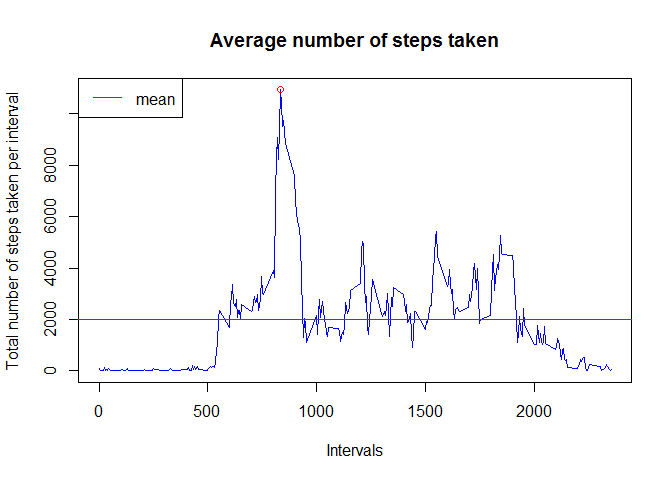 Average number of steps taken
mean
Total number of steps taken per interval
0
2000
4000
6000
8000
0
500
1000
1500
2000
Intervals